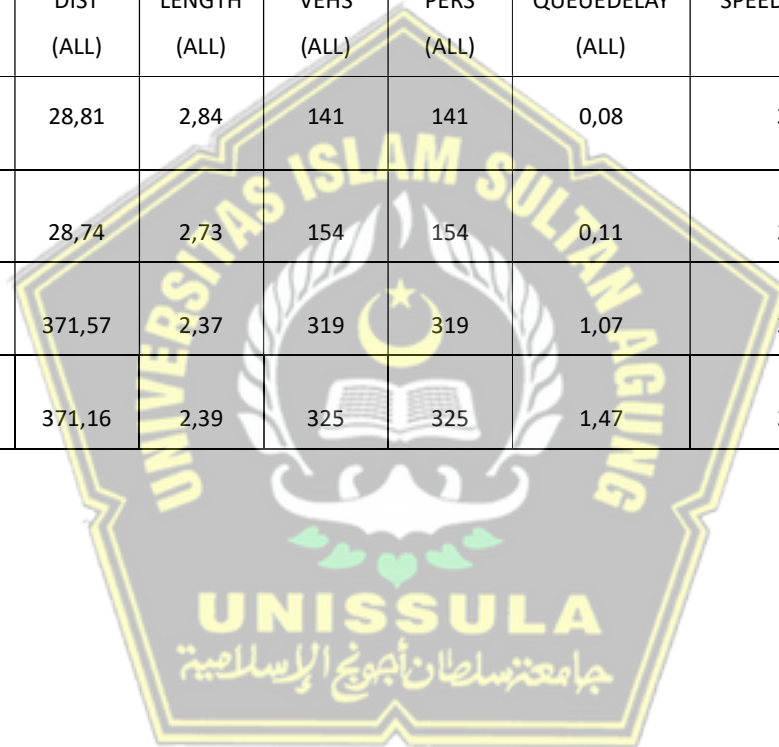 DIST LENGTH VEHS PERS QUEUEDELAY SPEED
(ALL) (ALL) (ALL) (ALL) (ALL)
28,81 2,84 141 141 0,08
28,74 2,73 154 154 0,11
371,57 2,37 319 319 1,07
371,16 2,39 325 325 1,47
UNIVERSITAS ISLAM SULTAN AGUNG
UNISSULA
جامعة سلطان أجونج الإسلامية